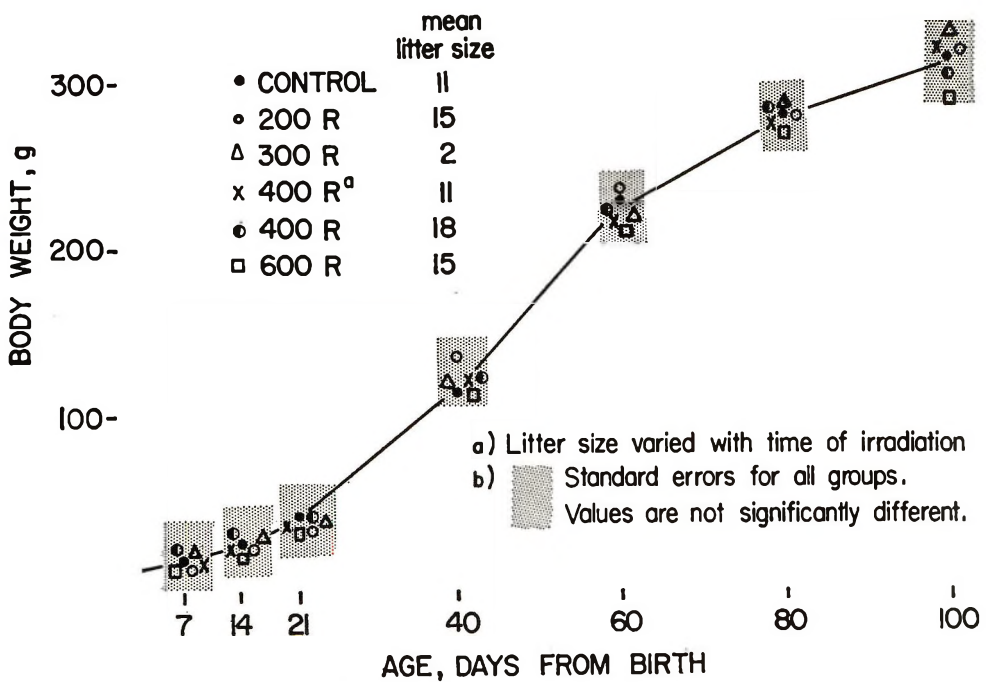 mean
litter size
CONTROL 11
200 R 15
300 R 2
400 Rᵃ 11
400 R 18
600 R 15
BODY WEIGHT, g
300-
200-
100-
a) Litter size varied with time of irradiation
b) Standard errors for all groups.
Values are not significantly different.
7 14 21 40 60 80 100
AGE, DAYS FROM BIRTH